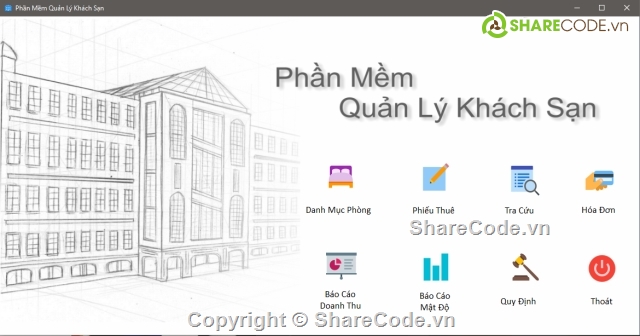 Phần Mềm Quản Lý Khách Sạn
SHARECODE.vn
Phần Mềm
Quản Lý Khách Sạn
Danh Mục Phòng
Phiếu Thuê
Tra Cứu
Hóa Đơn
ShareCode.vn
Báo Cáo
Doanh Thu
Báo Cáo
Mật Độ
Quy Định
Thoát
Copyright © ShareCode.vn